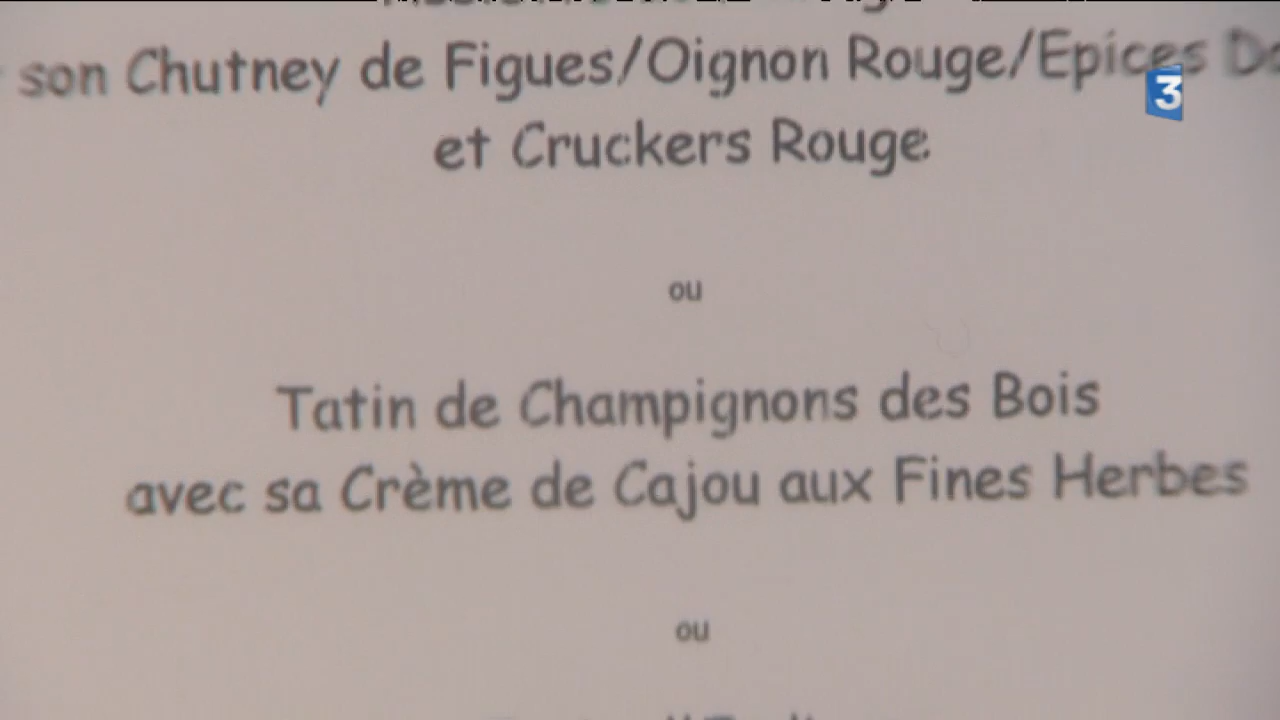 son Chutney de Figues/Oignon Rouge/Epices
3
et Cruckers Rouge
ou
Tatin de Champignons des Bois
avec sa Crème de Cajou aux Fines Herbes
ou